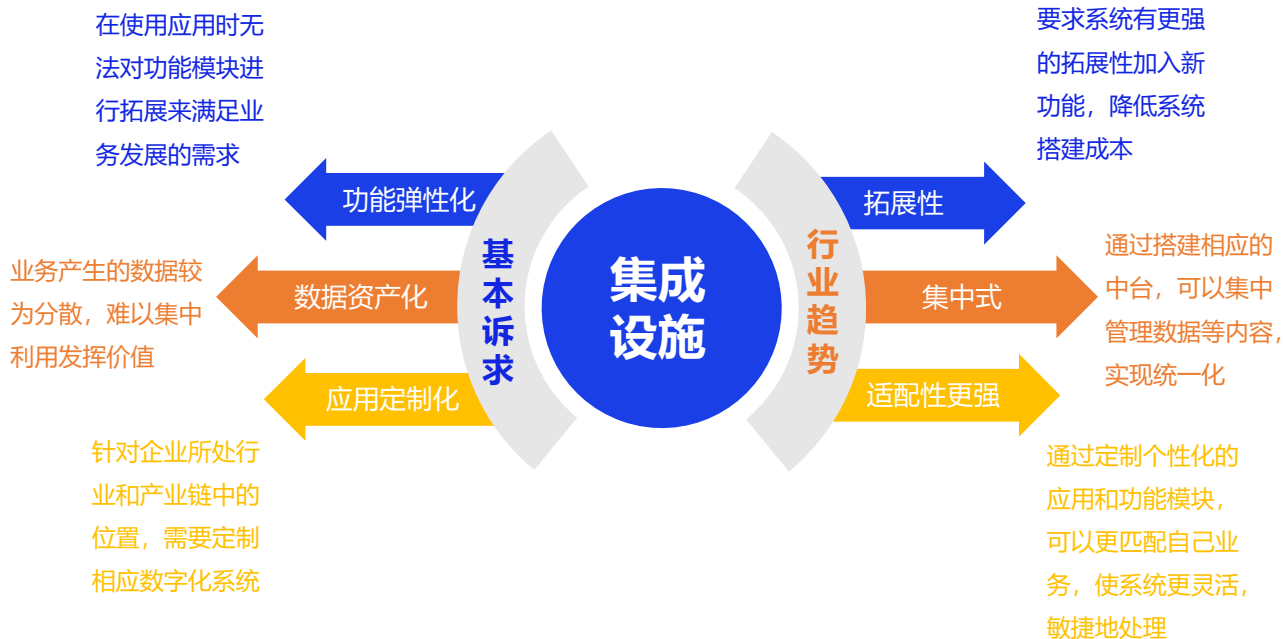 在使用应用时无
法对功能模块进
行拓展来满足业
务发展的需求
功能弹性化
业务产生的数据较
为分散，难以集中
利用发挥价值
数据资产化
应用定制化
针对企业所处行
业和产业链中的
位置，需要定制
相应数字化系统
基
本
诉
求
集成
设施
行
业
趋
势
要求系统有更强
的拓展性加入新
功能，降低系统
搭建成本
拓展性
通过搭建相应的
中台，可以集中
管理数据等内容，
实现统一化
集中式
适配性更强
通过定制个性化的
应用和功能模块，
可以更匹配自己业
务，使系统更灵活，
敏捷地处理